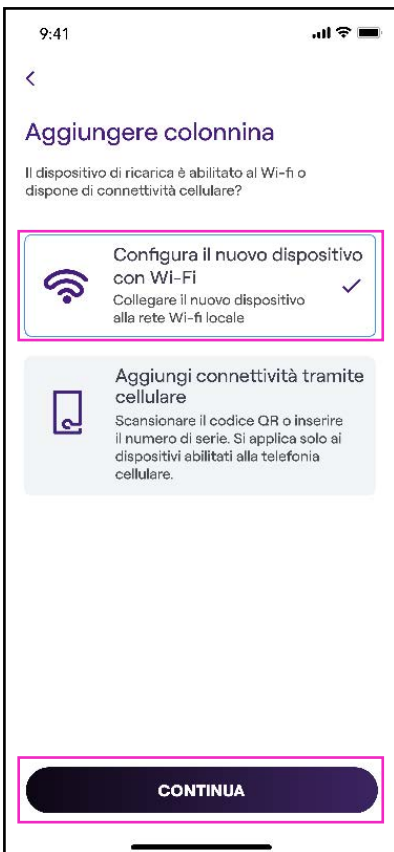 9:41
Aggiungere colonnina
Il dispositivo di ricarica è abilitato al Wi-fi o
dispone di connettività cellulare?
Configura il nuovo dispositivo
con Wi-Fi
Collegare il nuovo dispositivo
alla rete Wi-fi locale
Aggiungi connettività tramite
cellulare
Scansionare il codice QR o inserire
il numero di serie. Si applica solo ai
dispositivi abilitati alla telefonia
cellulare.
CONTINUA